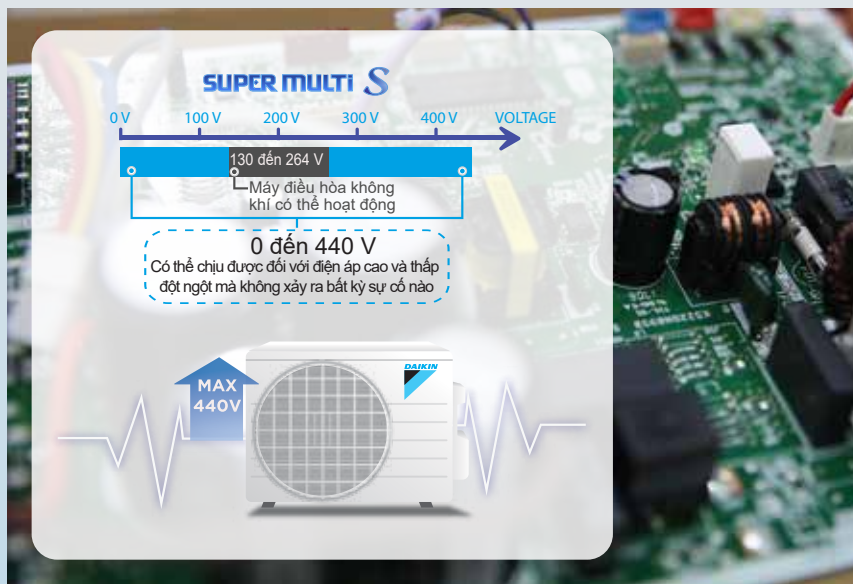 SUPER MULTI S
0 V 100 V 200 V 300 V 400 V VOLTAGE
130 đến 264 V
Máy điều hòa không
khí có thể hoạt động
0 đến 440 V
Có thể chịu được đối với điện áp cao và thấp
đột ngột mà không xảy ra bất kỳ sự cố nào
DAIKIN
MAX
440V